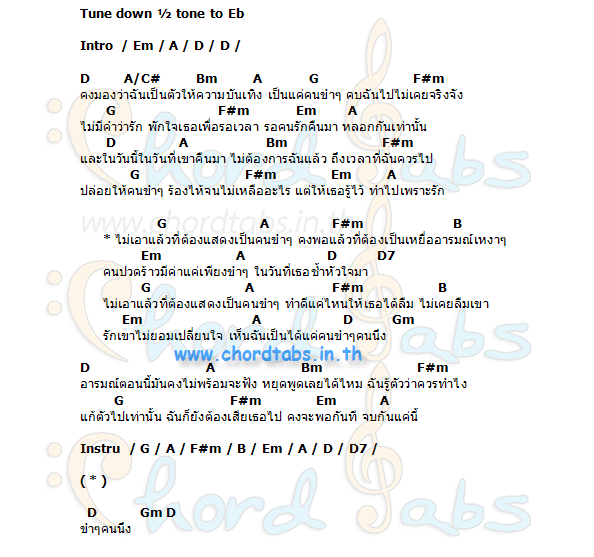 Tune down ½ tone to Eb
Intro / Em / A / D / D /
D A/C# Bm A G F#m
คงมองว่าฉันเป็นตัวให้ความบันเทิง เป็นแค่คนขำๆ คบฉันไปไม่เคยจริงจัง
G F#m Em A
ไม่มีคำว่ารัก พักใจเธอเพื่อรอเวลา รอคนรักคืนมา หลอกกันเท่านั้น
D A Bm F#m
และในวันนี้ในวันที่เขาคืนมา ไม่ต้องการฉันแล้ว ถึงเวลาที่ฉันควรไป
G F#m Em A
ปล่อยให้คนขำๆ ร้องไห้จนไม่เหลืออะไร แต่ให้เธอรู้ไว้ ทำไปเพราะรัก
www.chordtabs.in.th
G A F#m B
* ไม่เอาแล้วที่ต้องแสดงเป็นคนขำๆ คงพอแล้วที่ต้องเป็นเหยื่ออารมณ์เหงาๆ
Em A D D7
คนปวดร้าวมีค่าแค่เพียงขำๆ ในวันที่เธอช้ำหัวใจมา
G A F#m B
ไม่เอาแล้วที่ต้องแสดงเป็นคนขำๆ ทำดีแค่ไหนให้เธอได้ลืม ไม่เคยลืมเขา
Em A D Gm
รักเขาไม่ยอมเปลี่ยนใจ เห็นฉันเป็นได้แค่คนขำๆคนนึง
www.chordtabs.in.th
D A Bm F#m
อารมณ์ตอนนี้มันคงไม่พร้อมจะฟัง หยุดพูดเลยได้ไหม ฉันรู้ตัวว่าควรทำไง
G F#m Em A
แก้ตัวไปเท่านั้น ฉันก็ยังต้องเสียเธอไป คงจะพอกันที จบกันแค่นี้
Instru / G / A / F#m / B / Em / A / D / D7 /
( * )
D Gm D
ขำๆคนนึง